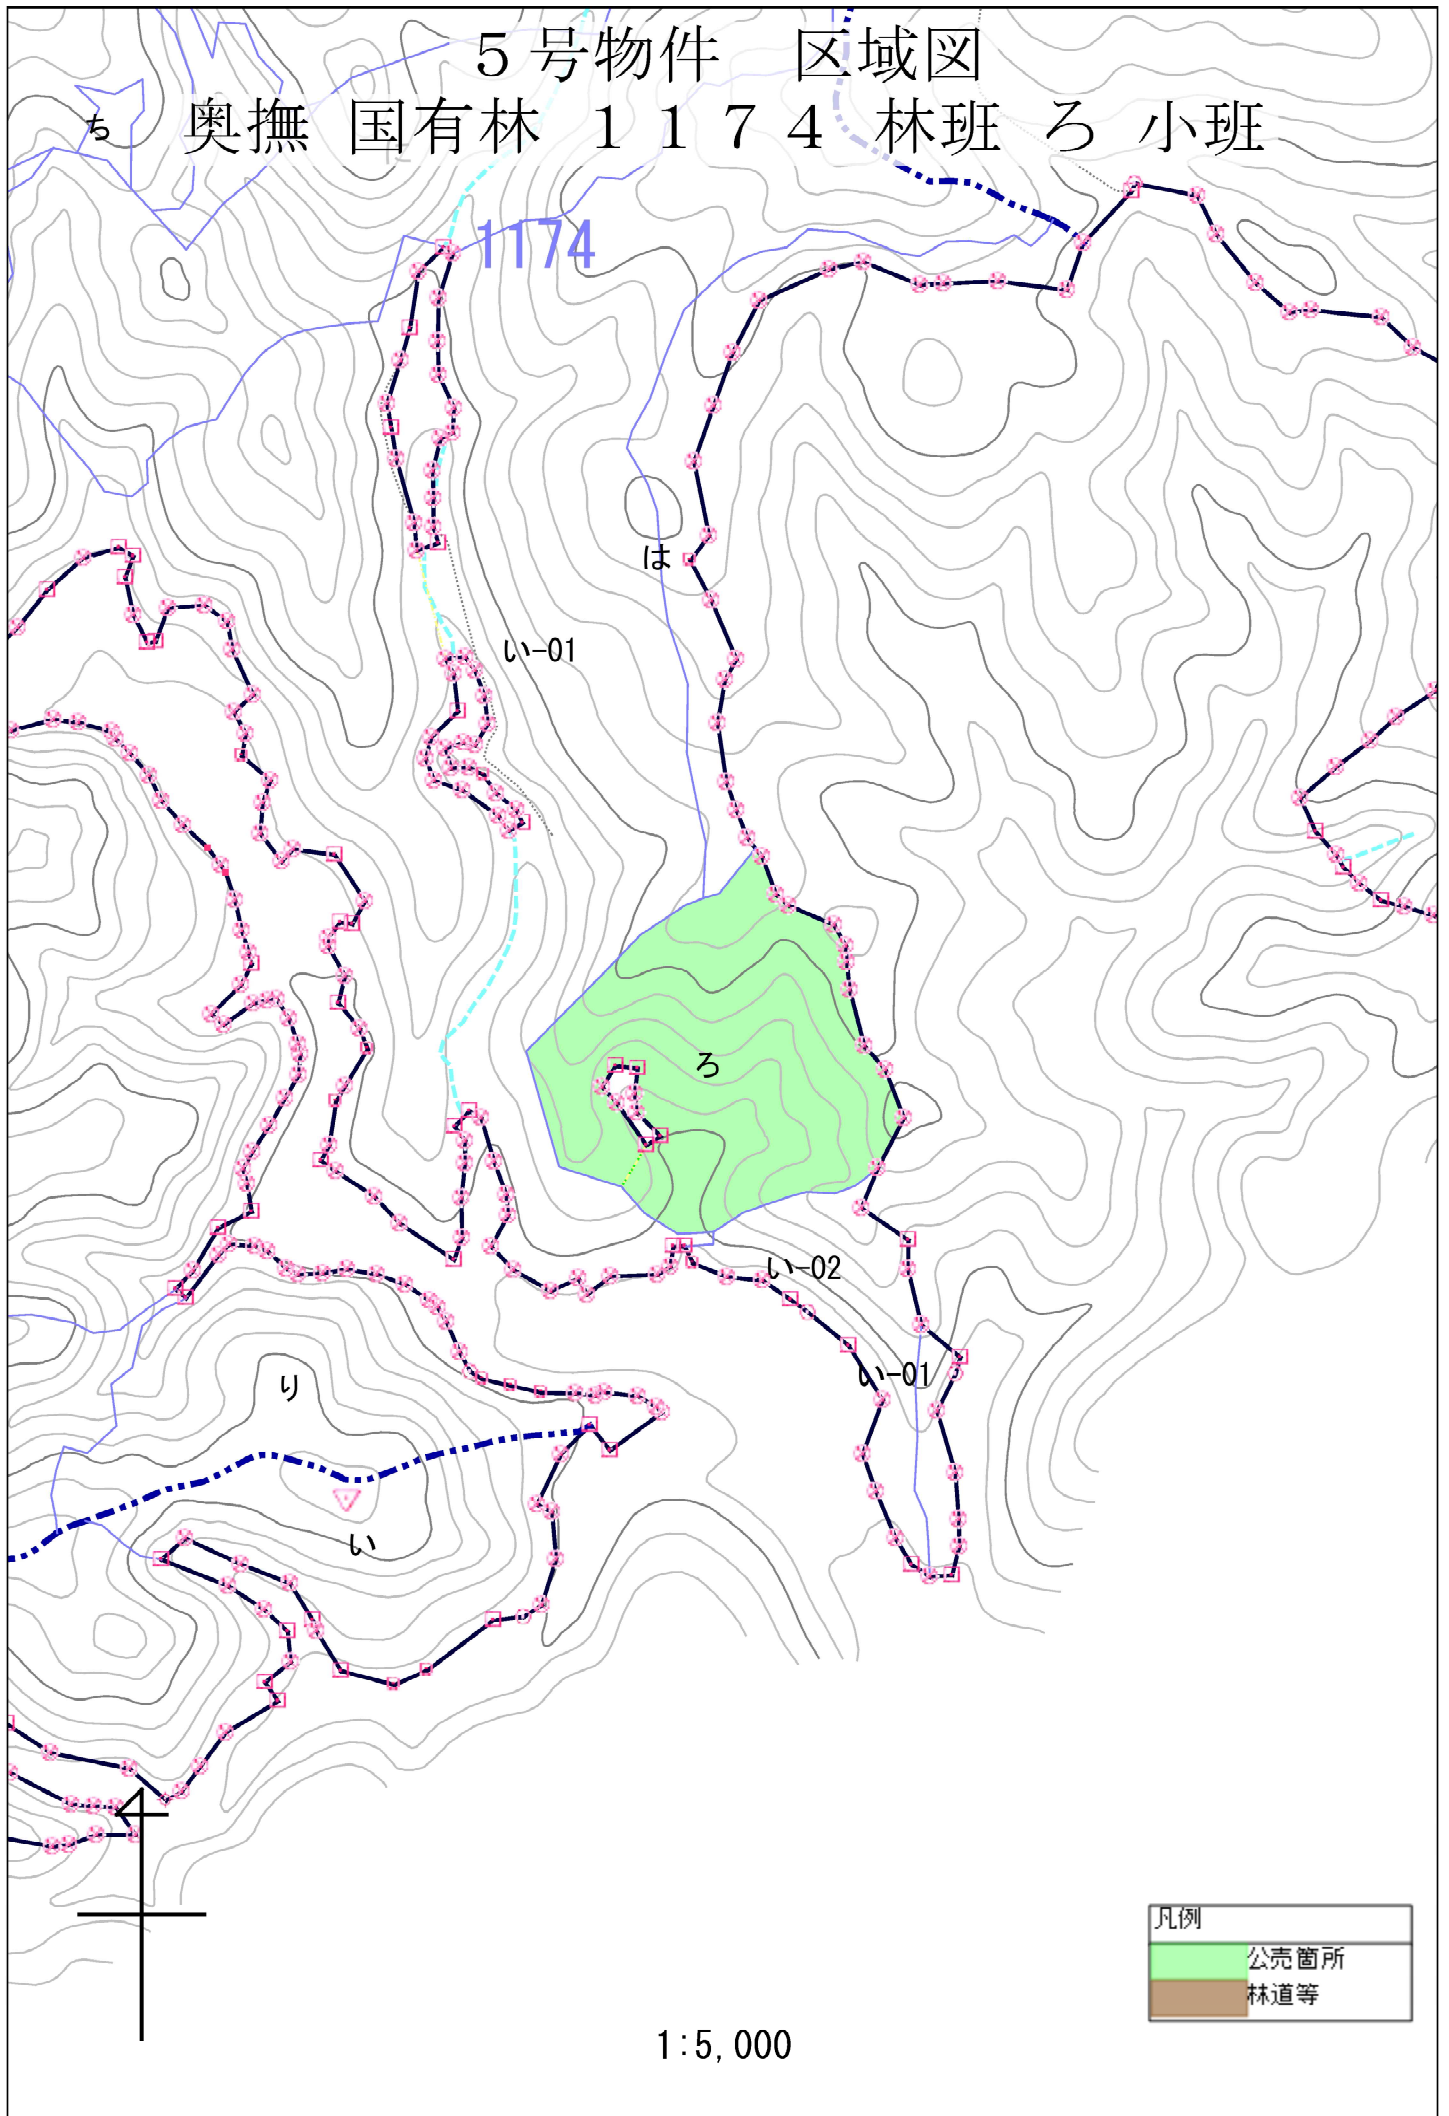 ５号物件　区域図
奥撫 国有林 １１７４ 林班 ろ 小班
ち
に
1174
は
い-01
ろ
い-02
い-01
り
い
凡例
公売箇所
林道等
1:5,000